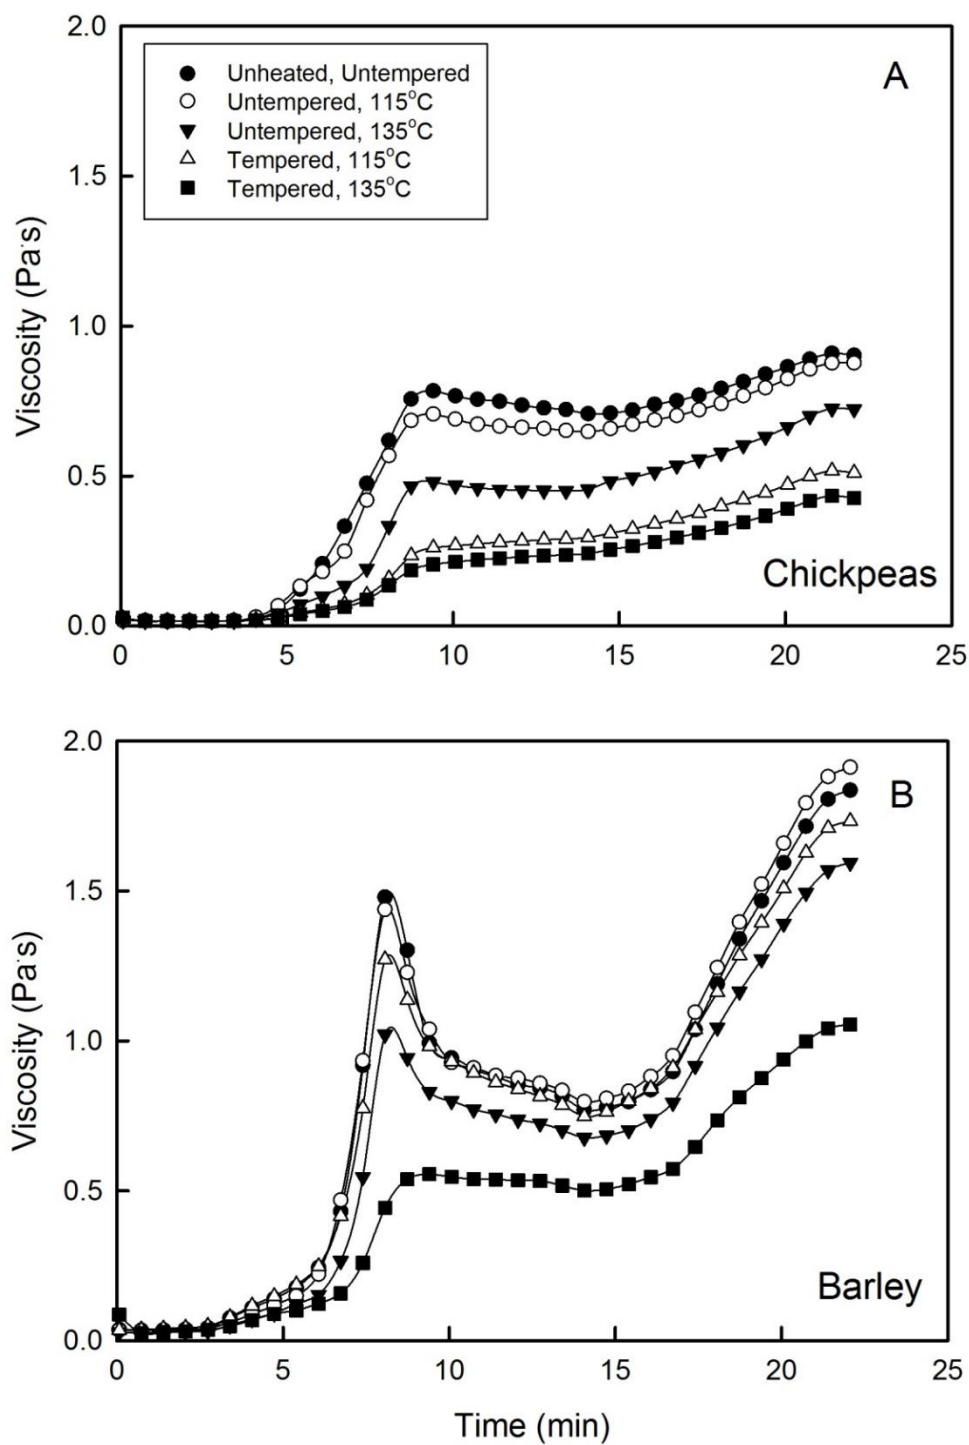 2.0
A
Unheated, Untempered
Untempered, 115°C
Untempered, 135°C
Tempered, 115°C
Tempered, 135°C
1.5
1.0
0.5
0.0
Viscosity (Pa·s)
Chickpeas
0 5 10 15 20 25
2.0
B
1.5
1.0
0.5
0.0
Viscosity (Pa·s)
Barley
0 5 10 15 20 25
Time (min)